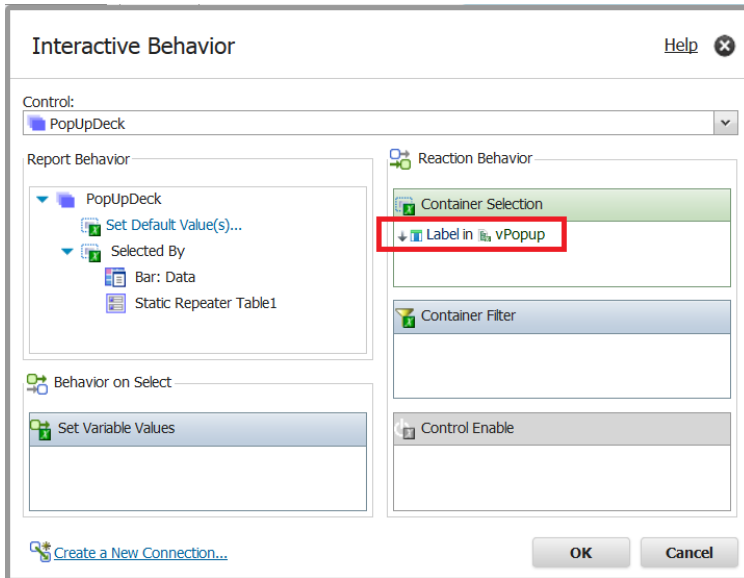 Interactive Behavior
Help
Control:
PopUpDeck
Report Behavior
PopUpDeck
Set Default Value(s)...
Selected By
Bar: Data
Static Repeater Table1
Behavior on Select
Set Variable Values
Reaction Behavior
Container Selection
Label in vPopup
Container Filter
Control Enable
Create a New Connection...
OK
Cancel